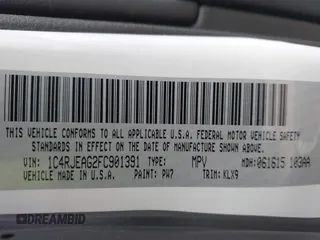 THIS VEHICLE CONFORMS TO ALL APPLICABLE U.S.A. FEDERAL MOTOR VEHICLE SAFETY
STANDARDS IN EFFECT ON THE DATE OF MANUFACTURE SHOWN ABOVE.
VIN: 1C4RJEAG2FC901391 TYPE: MPV MDH: 061615 103AA
VEHICLE MADE IN U.S.A. PAINT: PW7 TRIM: KLX9
DREAMBID